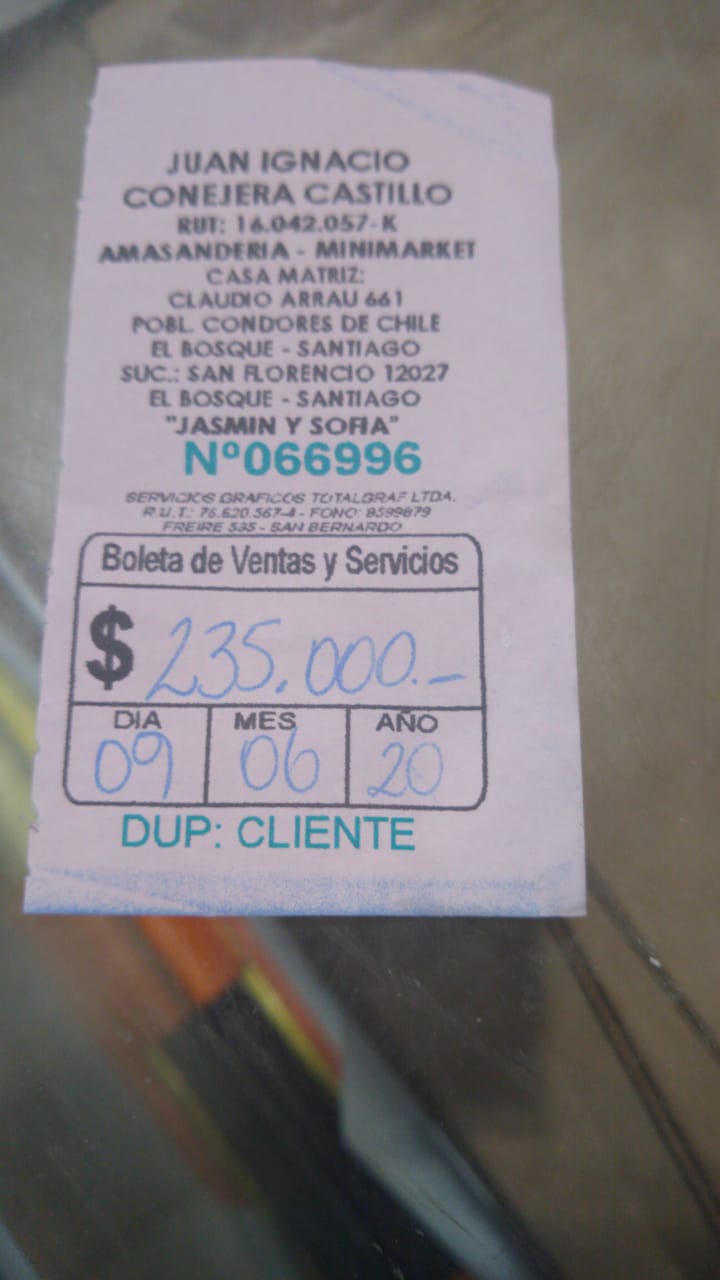 JUAN IGNACIO
CONEJERA CASTILLO
RUT: 16.042.057-K
AMASANDERIA - MINIMARKET
CASA MATRIZ:
CLAUDIO ARRAU 661
POBL. CONDORES DE CHILE
EL BOSQUE - SANTIAGO
SUC.: SAN FLORENCIO 12027
EL BOSQUE - SANTIAGO
"JASMIN Y SOFIA"
Nº066996
SERVICIOS GRAFICOS TOTALGRAF LTDA.
R.U.T.: 76.620.567-4 - FONO: 8599879
FREIRE 535 - SAN BERNARDO
Boleta de Ventas y Servicios
$ 235.000.-
DIA MES AÑO
09 06 20
DUP: CLIENTE